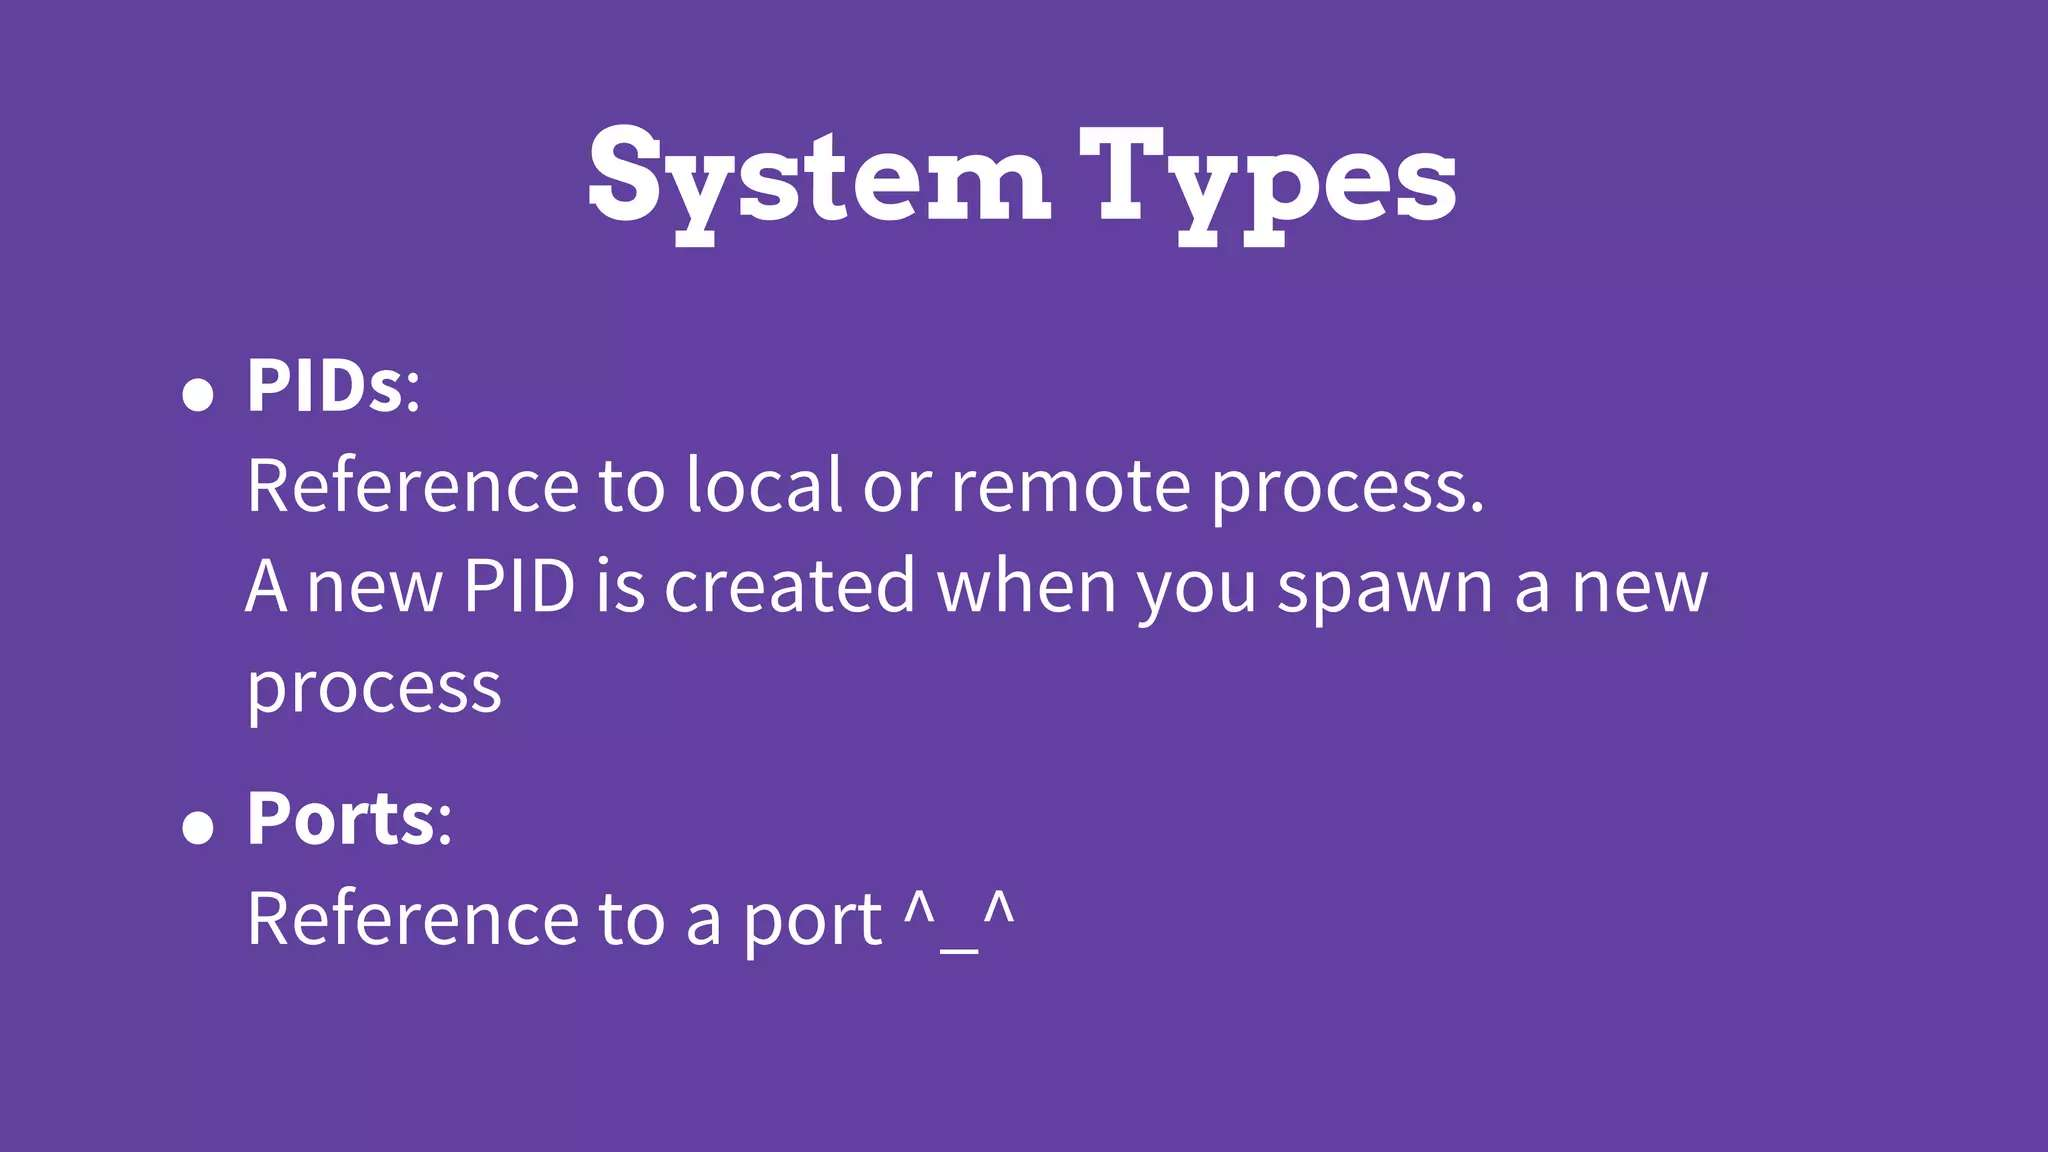 System Types
• PIDs:
Reference to local or remote process.
A new PID is created when you spawn a new
process
• Ports:
Reference to a port ^_^